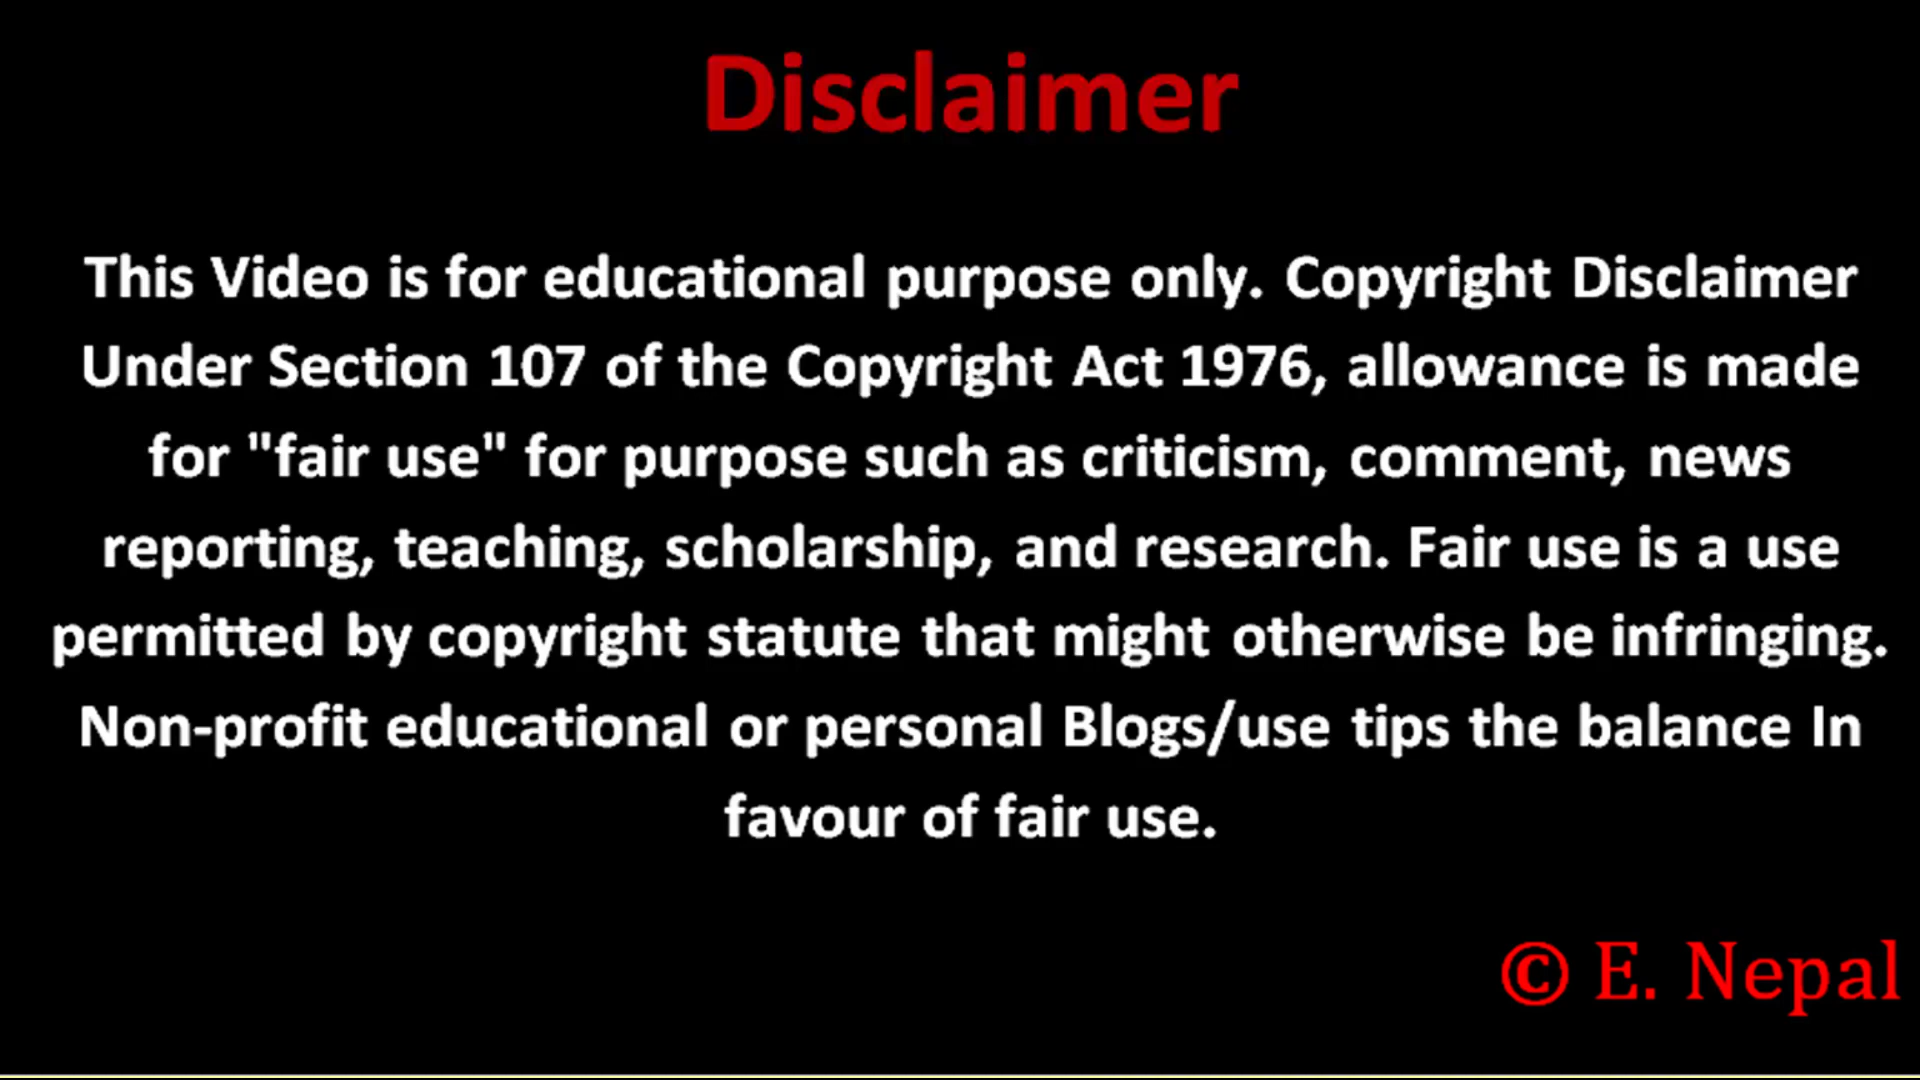 Disclaimer
This Video is for educational purpose only. Copyright Disclaimer
Under Section 107 of the Copyright Act 1976, allowance is made
for "fair use" for purpose such as criticism, comment, news
reporting, teaching, scholarship, and research. Fair use is a use
permitted by copyright statute that might otherwise be infringing.
Non-profit educational or personal Blogs/use tips the balance In
favour of fair use.
© E. Nepal